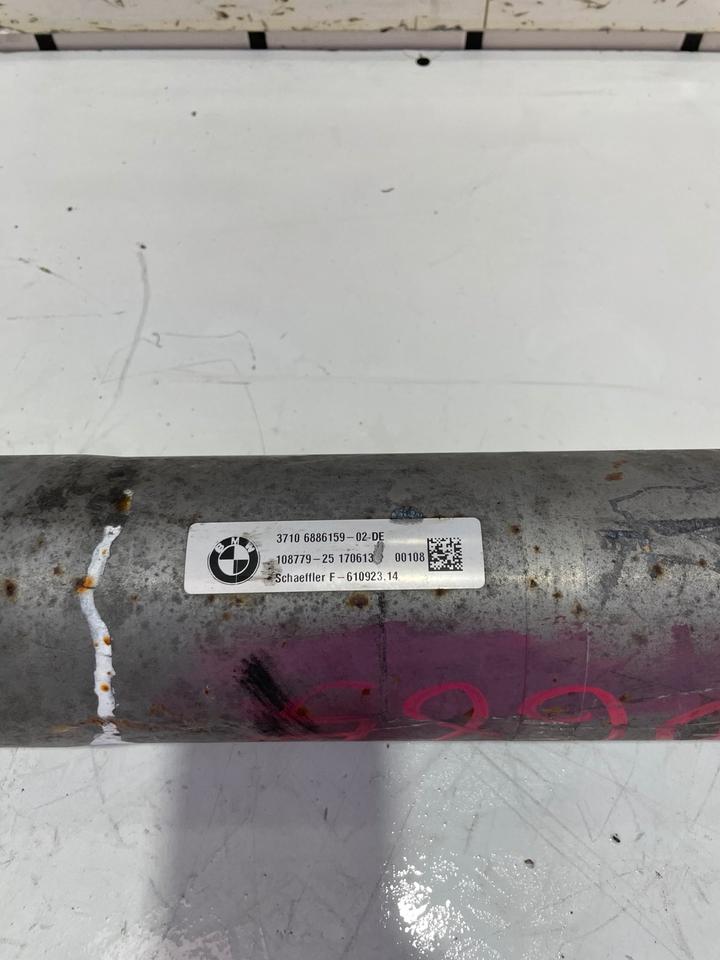 BMW
3710 6886159-02-DE
108779-25 170613 00108
Schaeffler F-610923.14